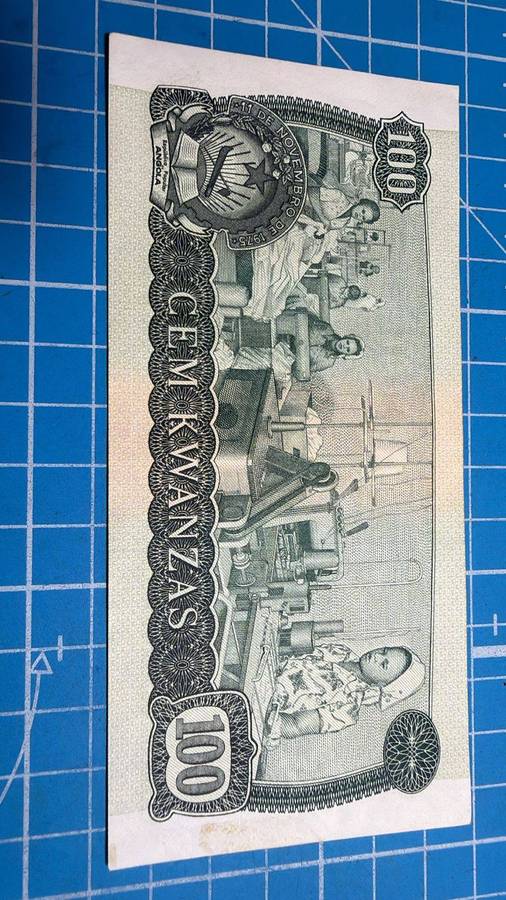 · 11 DE NOVEMBRO DE 1975 ·
ANGOLA
100
CEM KWANZAS
100